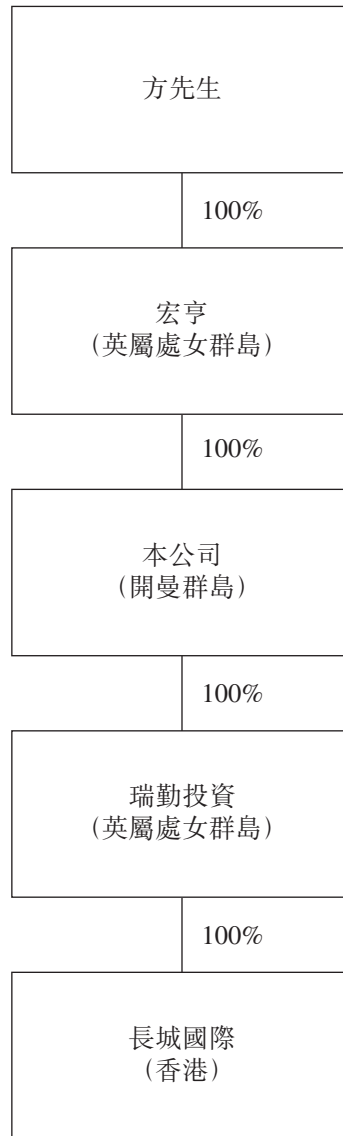 方先生
100%
宏亨
(英屬處女群島)
100%
本公司
(開曼群島)
100%
瑞勤投資
(英屬處女群島)
100%
長城國際
(香港)